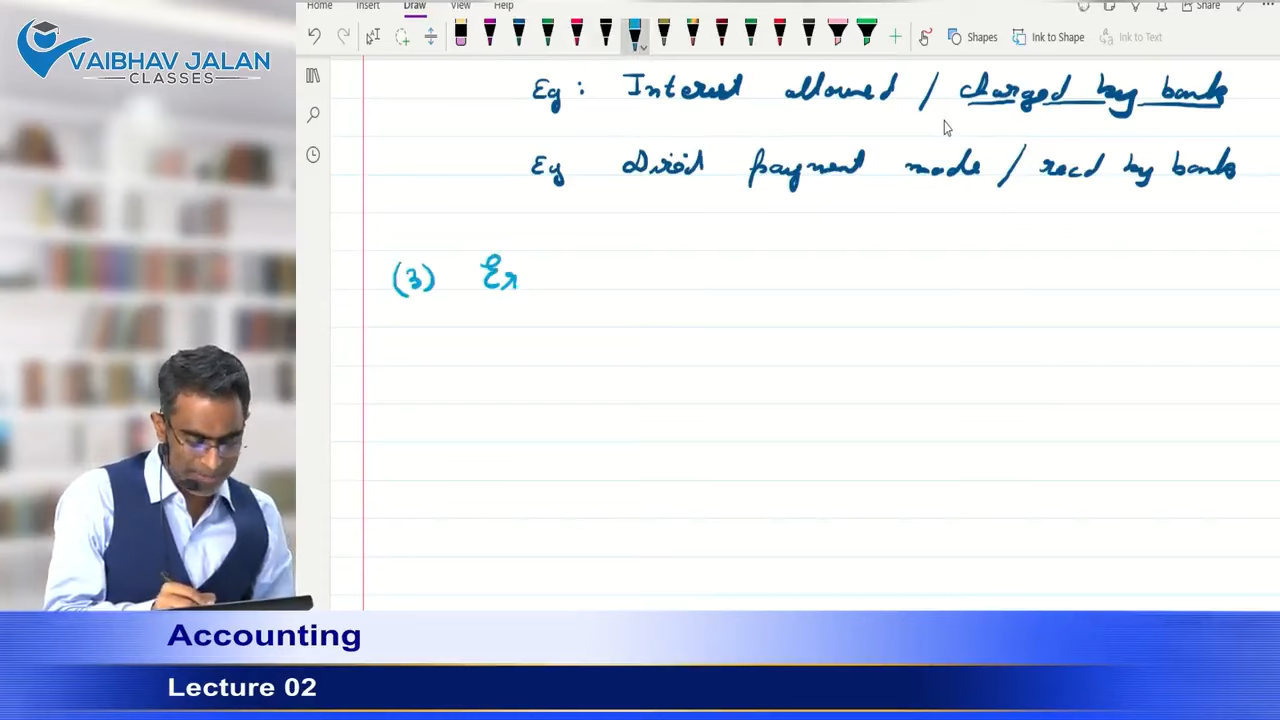 Home Insert Draw View Help Share
VAIBHAV JALAN
CLASSES
Shapes Ink to Shape Ink to Text
Eg : Interest allowed / charged by bank
Eg Direct payment made / recd by bank
(3) Er
Accounting
Lecture 02